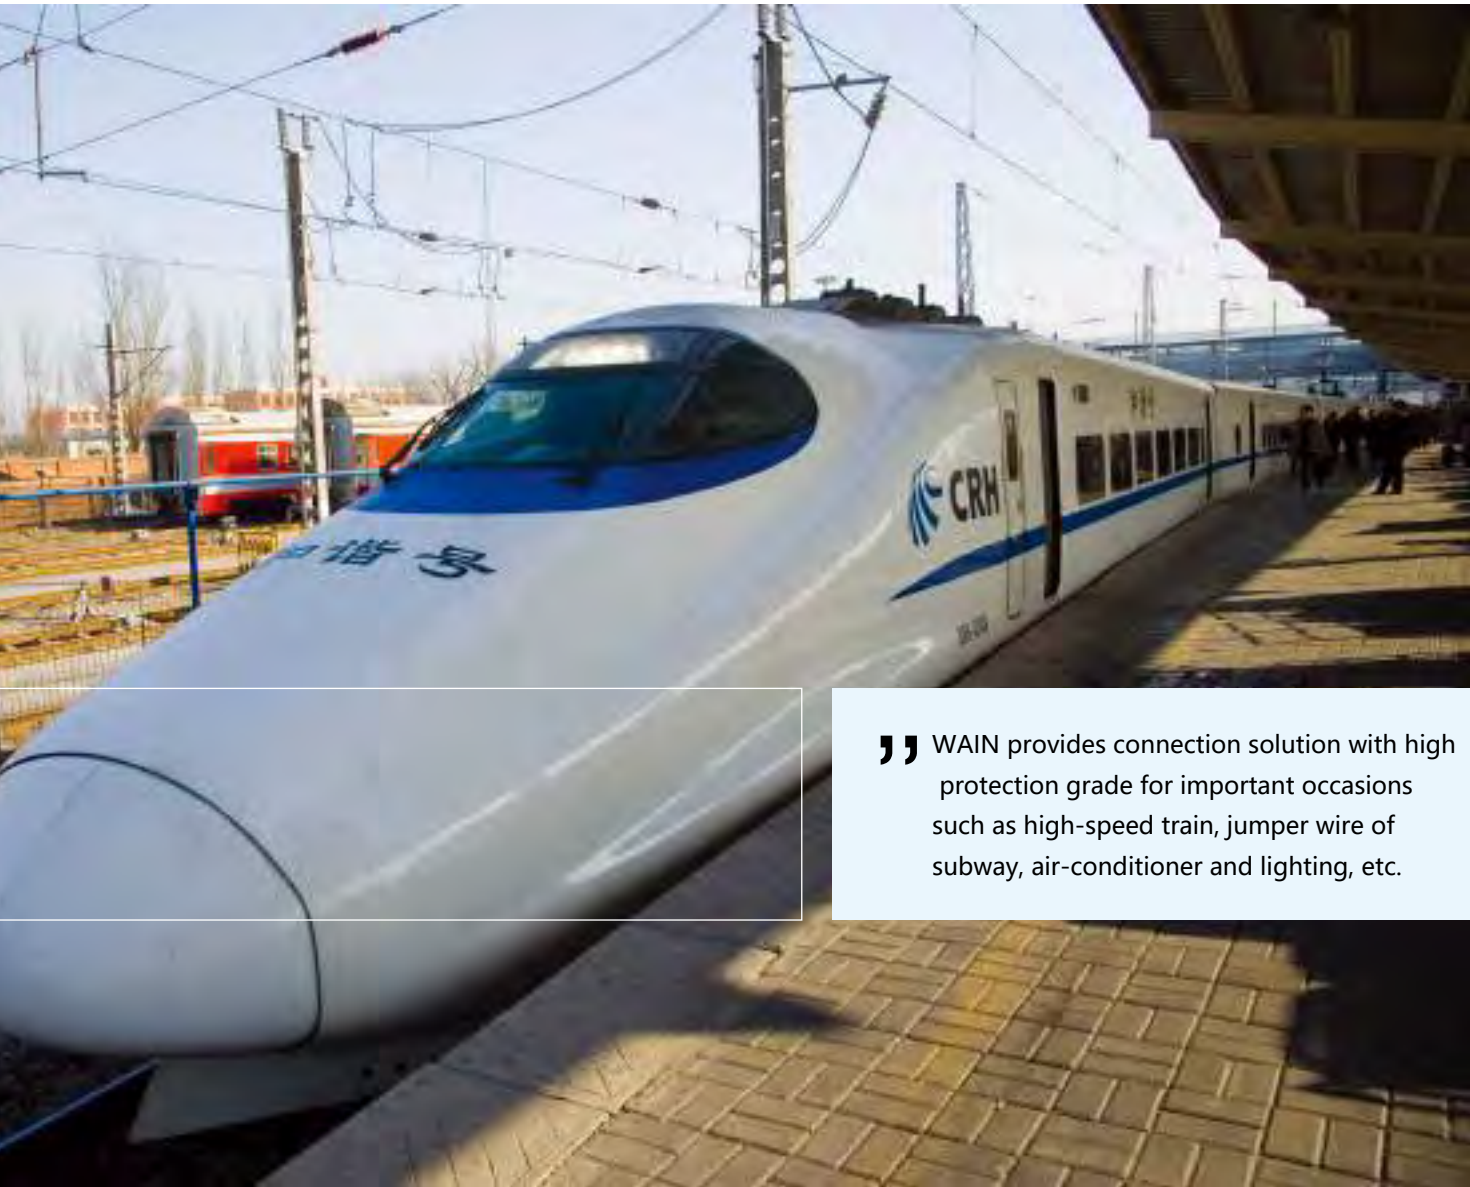 谐号
CRH
” WAIN provides connection solution with high
protection grade for important occasions
such as high-speed train, jumper wire of
subway, air-conditioner and lighting, etc.